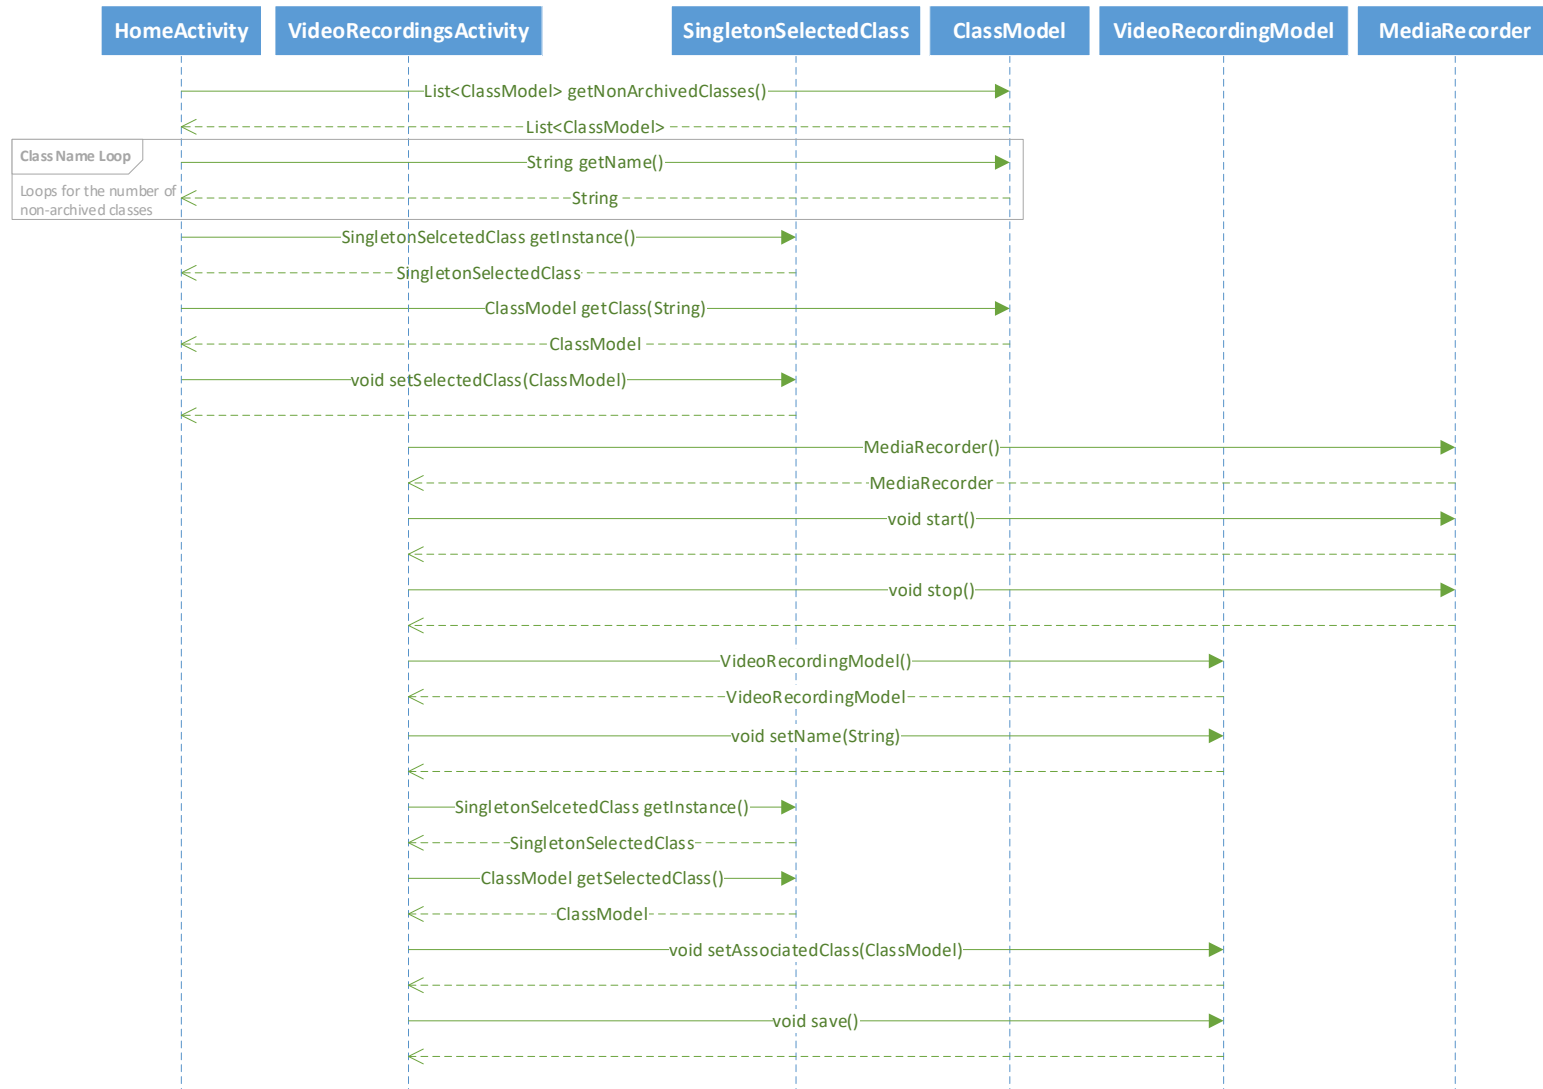 HomeActivity
VideoRecordingsActivity
SingletonSelectedClass
ClassModel
VideoRecordingModel
MediaRecorder
List<ClassModel> getNonArchivedClasses()
List<ClassModel>
Class Name Loop
String getName()
Loops for the number of
non-archived classes
String
SingletonSelcetedClass getInstance()
SingletonSelectedClass
ClassModel getClass(String)
ClassModel
void setSelectedClass(ClassModel)
MediaRecorder()
MediaRecorder
void start()
void stop()
VideoRecordingModel()
VideoRecordingModel
void setName(String)
SingletonSelcetedClass getInstance()
SingletonSelectedClass
ClassModel getSelectedClass()
ClassModel
void setAssociatedClass(ClassModel)
void save()